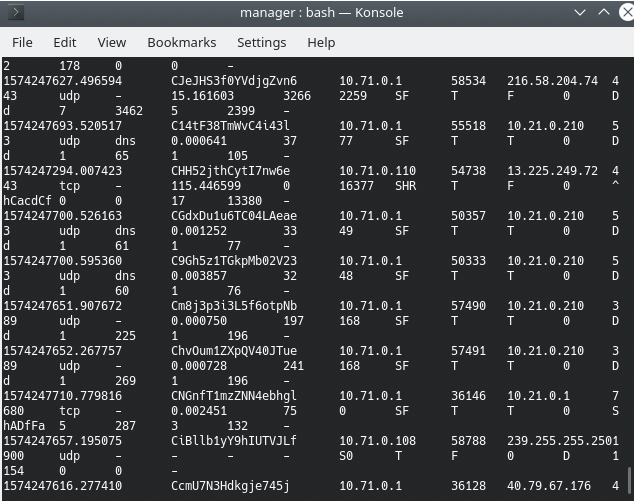 manager : bash — Konsole
File Edit View Bookmarks Settings Help
2 178 0 0 -
1574247627.496594 CJeJHS3f0YVdjgZvn6 10.71.0.1 58534 216.58.204.74 4
43 udp - 15.161603 3266 2259 SF T F 0 D
d 7 3462 5 2399 -
1574247693.520517 C14tF38TmWvC4i43l 10.71.0.1 55518 10.21.0.210 5
3 udp dns 0.000641 37 77 SF T T 0 D
d 1 65 1 105 -
1574247294.007423 CHH52jthCytI7nw6e 10.71.0.110 54738 13.225.249.72 4
43 tcp - 115.446599 0 16377 SHR T F 0 ^
hCacdCf 0 0 17 13380 -
1574247700.526163 CGdxDu1u6TC04LAeae 10.71.0.1 50357 10.21.0.210 5
3 udp dns 0.001252 33 49 SF T T 0 D
d 1 61 1 77 -
1574247700.595360 C9Gh5z1TGkpMb02V23 10.71.0.1 50333 10.21.0.210 5
3 udp dns 0.003857 32 48 SF T T 0 D
d 1 60 1 76 -
1574247651.907672 Cm8j3p3i3L5f6otpNb 10.71.0.1 57490 10.21.0.210 3
89 udp - 0.000750 197 168 SF T T 0 D
d 1 225 1 196 -
1574247652.267757 ChvOum1ZXpQV40JTue 10.71.0.1 57491 10.21.0.210 3
89 udp - 0.000728 241 168 SF T T 0 D
d 1 269 1 196 -
1574247710.779816 CNGnfT1mzZNN4ebhgl 10.71.0.1 36146 10.21.0.1 7
680 tcp - 0.002451 75 0 SF T T 0 S
hADfFa 5 287 3 132 -
1574247657.195075 CiBllb1yY9hIUTVJLf 10.71.0.108 58788 239.255.255.2501
900 udp - - - - S0 T F 0 D 1
154 0 0 -
1574247616.277410 CcmU7N3Hdkgje745j 10.71.0.1 36128 40.79.67.176 4